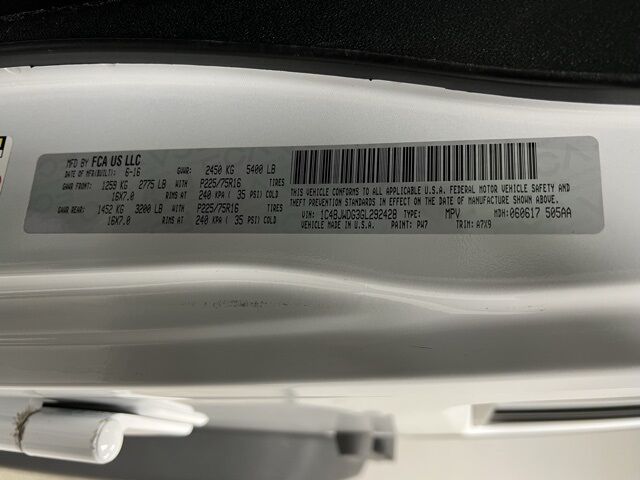 MFD BY FCA US LLC
DATE OF MFG(BUILT): 6-16 GVWR: 2450 KG 5400 LB
GAWR FRONT: 1259 KG 2775 LB WITH P225/75R16 TIRES
16X7.0 RIMS AT 240 KPA ( 35 PSI) COLD
GAWR REAR: 1452 KG 3200 LB WITH P225/75R16 TIRES
16X7.0 RIMS AT 240 KPA ( 35 PSI) COLD
THIS VEHICLE CONFORMS TO ALL APPLICABLE U.S.A. FEDERAL MOTOR VEHICLE SAFETY AND
THEFT PREVENTION STANDARDS IN EFFECT ON THE DATE OF MANUFACTURE SHOWN ABOVE.
VIN: 1C4BJWDG3GL292428 TYPE: MPV MDH: 060617 505AA
VEHICLE MADE IN U.S.A. PAINT: PW7 TRIM: A7X9